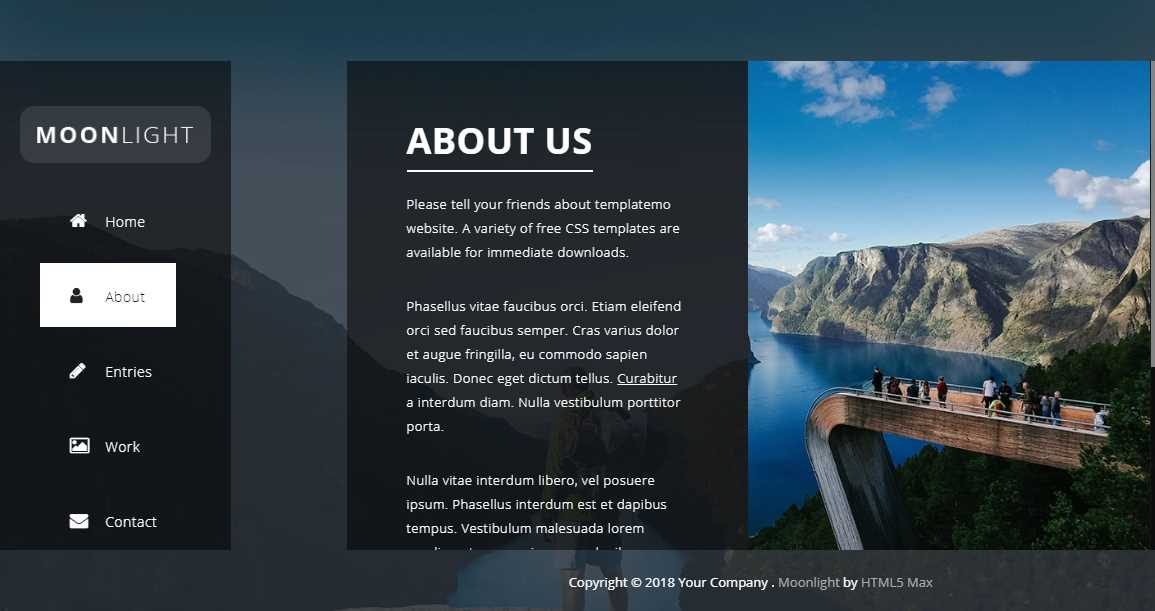 MOONLIGHT
Home
About
Entries
Work
Contact
ABOUT US
Please tell your friends about templatemo
website. A variety of free CSS templates are
available for immediate downloads.
Phasellus vitae faucibus orci. Etiam eleifend
orci sed faucibus semper. Cras varius dolor
et augue fringilla, eu commodo sapien
iaculis. Donec eget dictum tellus. Curabitur
a interdum diam. Nulla vestibulum porttitor
porta.
Nulla vitae interdum libero, vel posuere
ipsum. Phasellus interdum est et dapibus
tempus. Vestibulum malesuada lorem
Copyright © 2018 Your Company . Moonlight by HTML5 Max